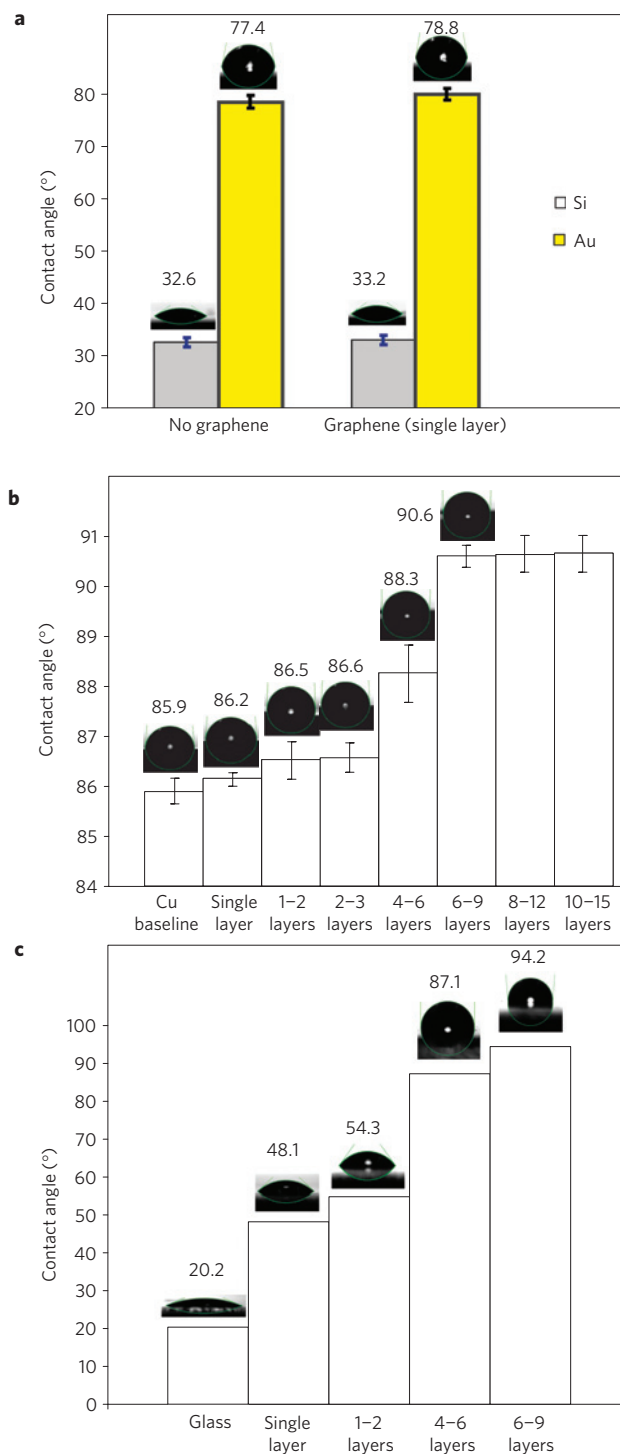 a
77.4
78.8
80
70
60
50
40
30
20
Contact angle (°)
32.6
33.2
Si
Au
No graphene
Graphene (single layer)
b
91
90
89
88
87
86
85
84
Contact angle (°)
85.9
86.2
86.5
86.6
88.3
90.6
Cu baseline
Single layer
1–2 layers
2–3 layers
4–6 layers
6–9 layers
8–12 layers
10–15 layers
c
100
90
80
70
60
50
40
30
20
10
0
Contact angle (°)
20.2
48.1
54.3
87.1
94.2
Glass
Single layer
1–2 layers
4–6 layers
6–9 layers